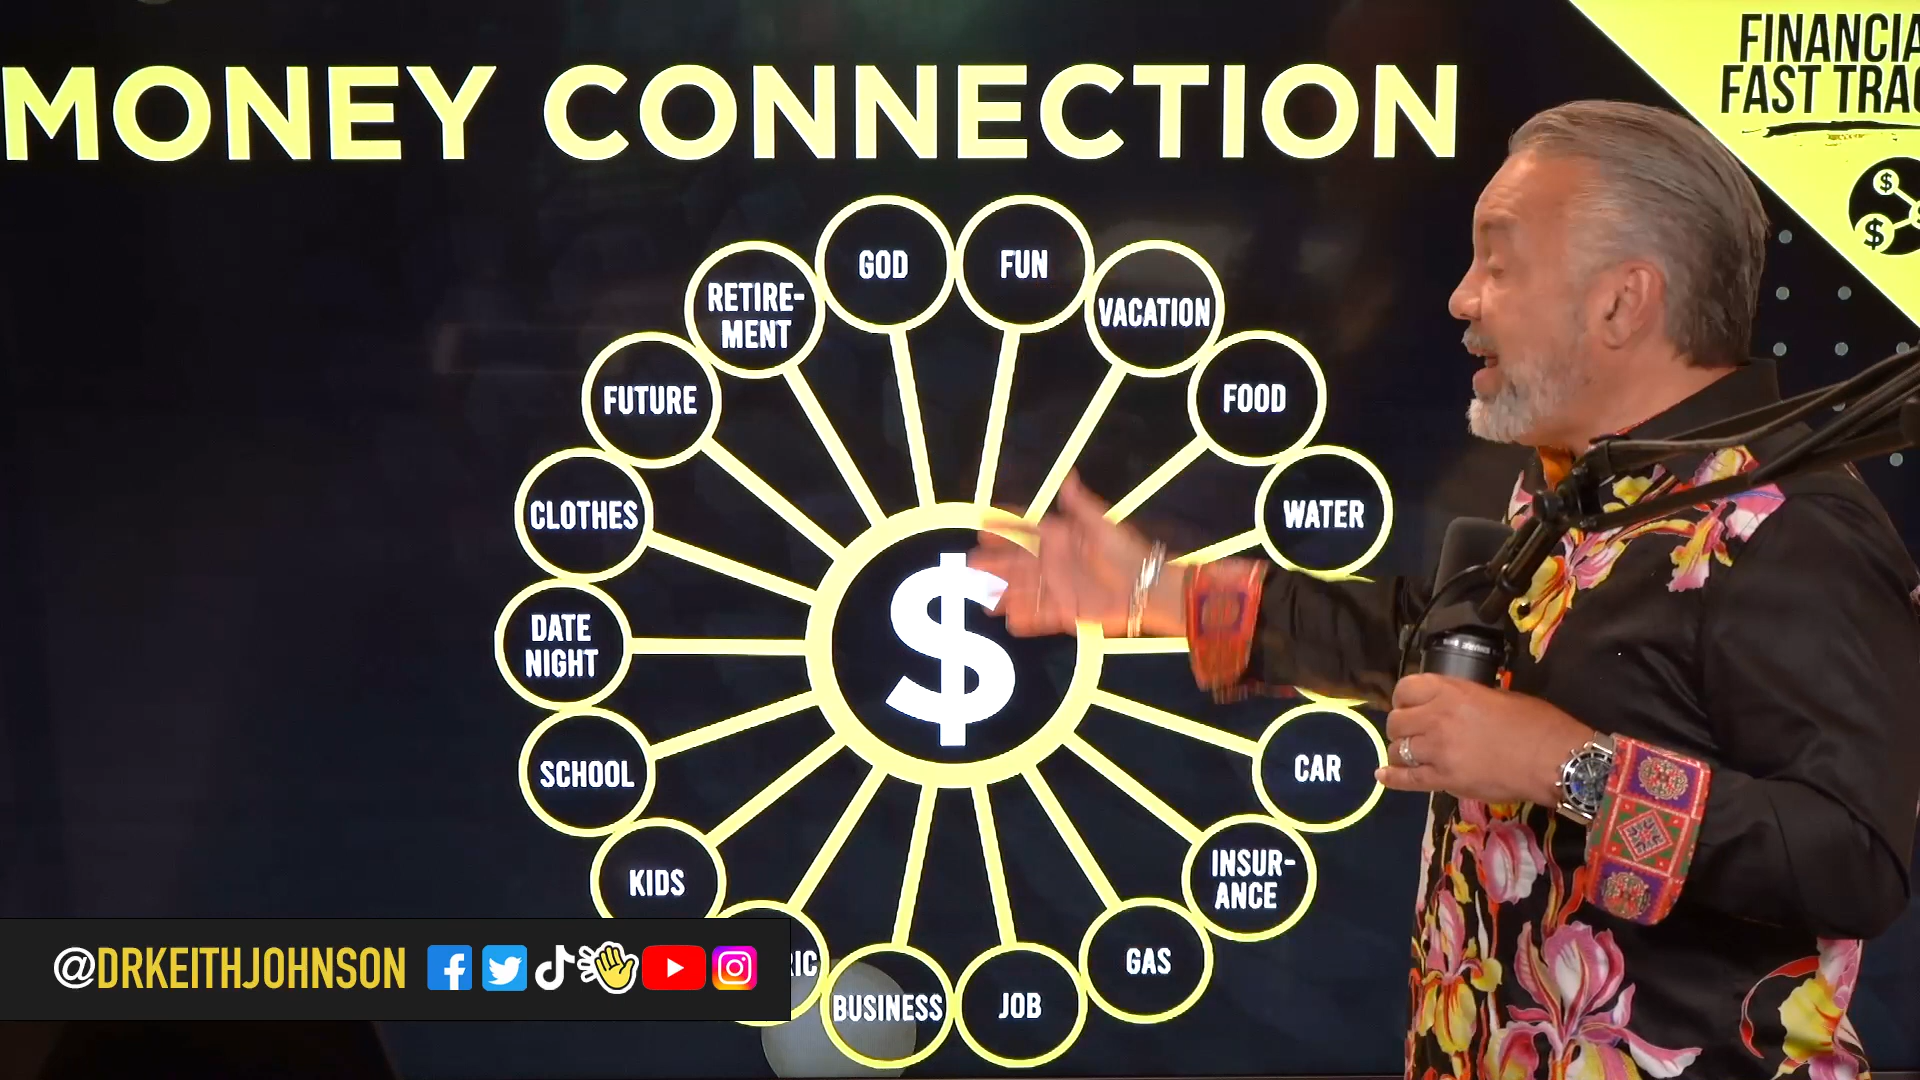 MONEY CONNECTION
FINANCIA
FAST TRAC
GOD
FUN
VACATION
FOOD
WATER
CAR
INSUR-
ANCE
GAS
JOB
BUSINESS
RIC
KIDS
SCHOOL
DATE
NIGHT
CLOTHES
FUTURE
RETIRE-
MENT
$
$
$
@DRKEITHJOHNSON